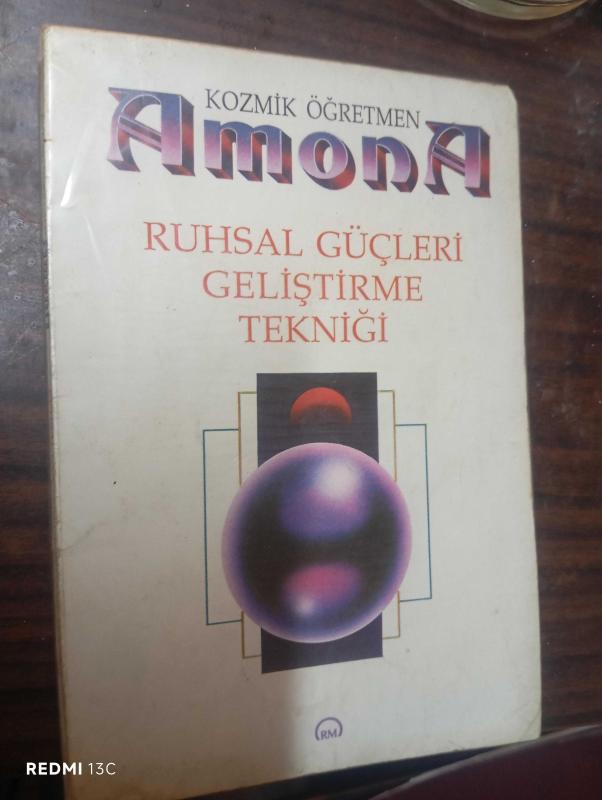 KOZMİK ÖĞRETMEN
AmonA
RUHSAL GÜÇLERİ
GELİŞTİRME
TEKNİĞİ
RM
REDMI 13C